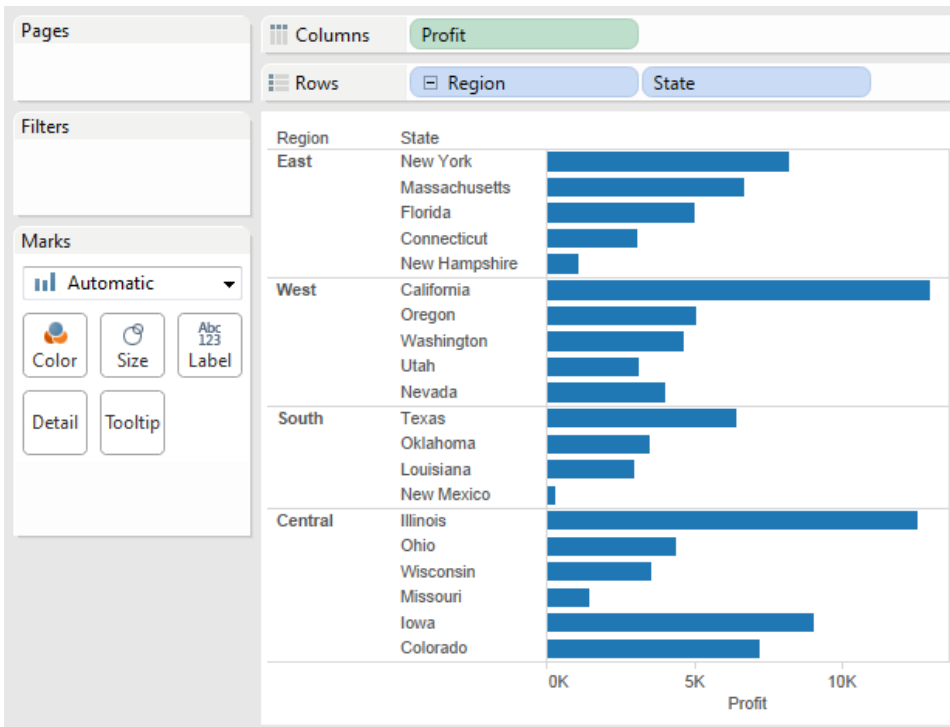 Pages
Columns Profit
Rows Region State
Filters
Marks
Automatic
Color Size Abc 123 Label
Detail Tooltip
Region State
East New York
Massachusetts
Florida
Connecticut
New Hampshire
West California
Oregon
Washington
Utah
Nevada
South Texas
Oklahoma
Louisiana
New Mexico
Central Illinois
Ohio
Wisconsin
Missouri
Iowa
Colorado
0K 5K 10K
Profit